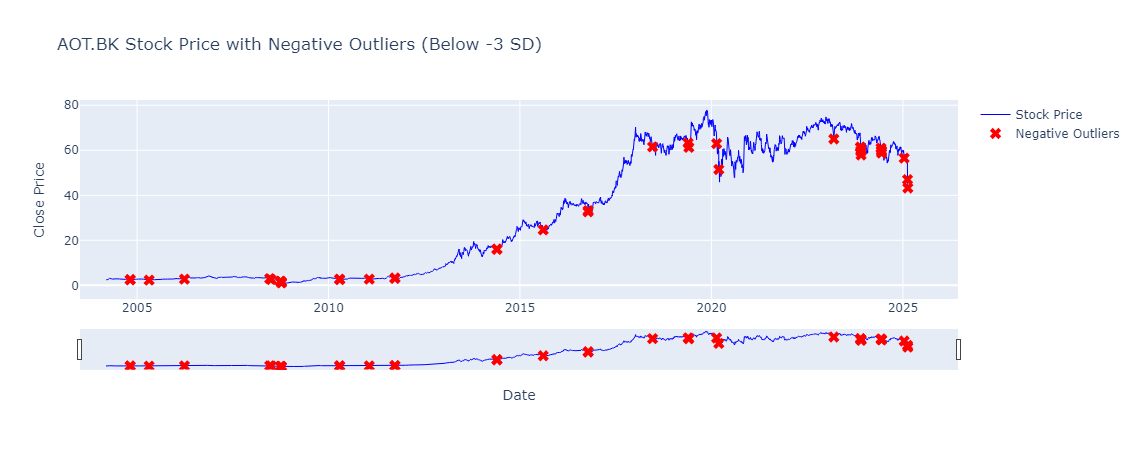 AOT.BK Stock Price with Negative Outliers (Below -3 SD)
Stock Price
Negative Outliers
Close Price
80
60
40
20
0
2005
2010
2015
2020
2025
Date